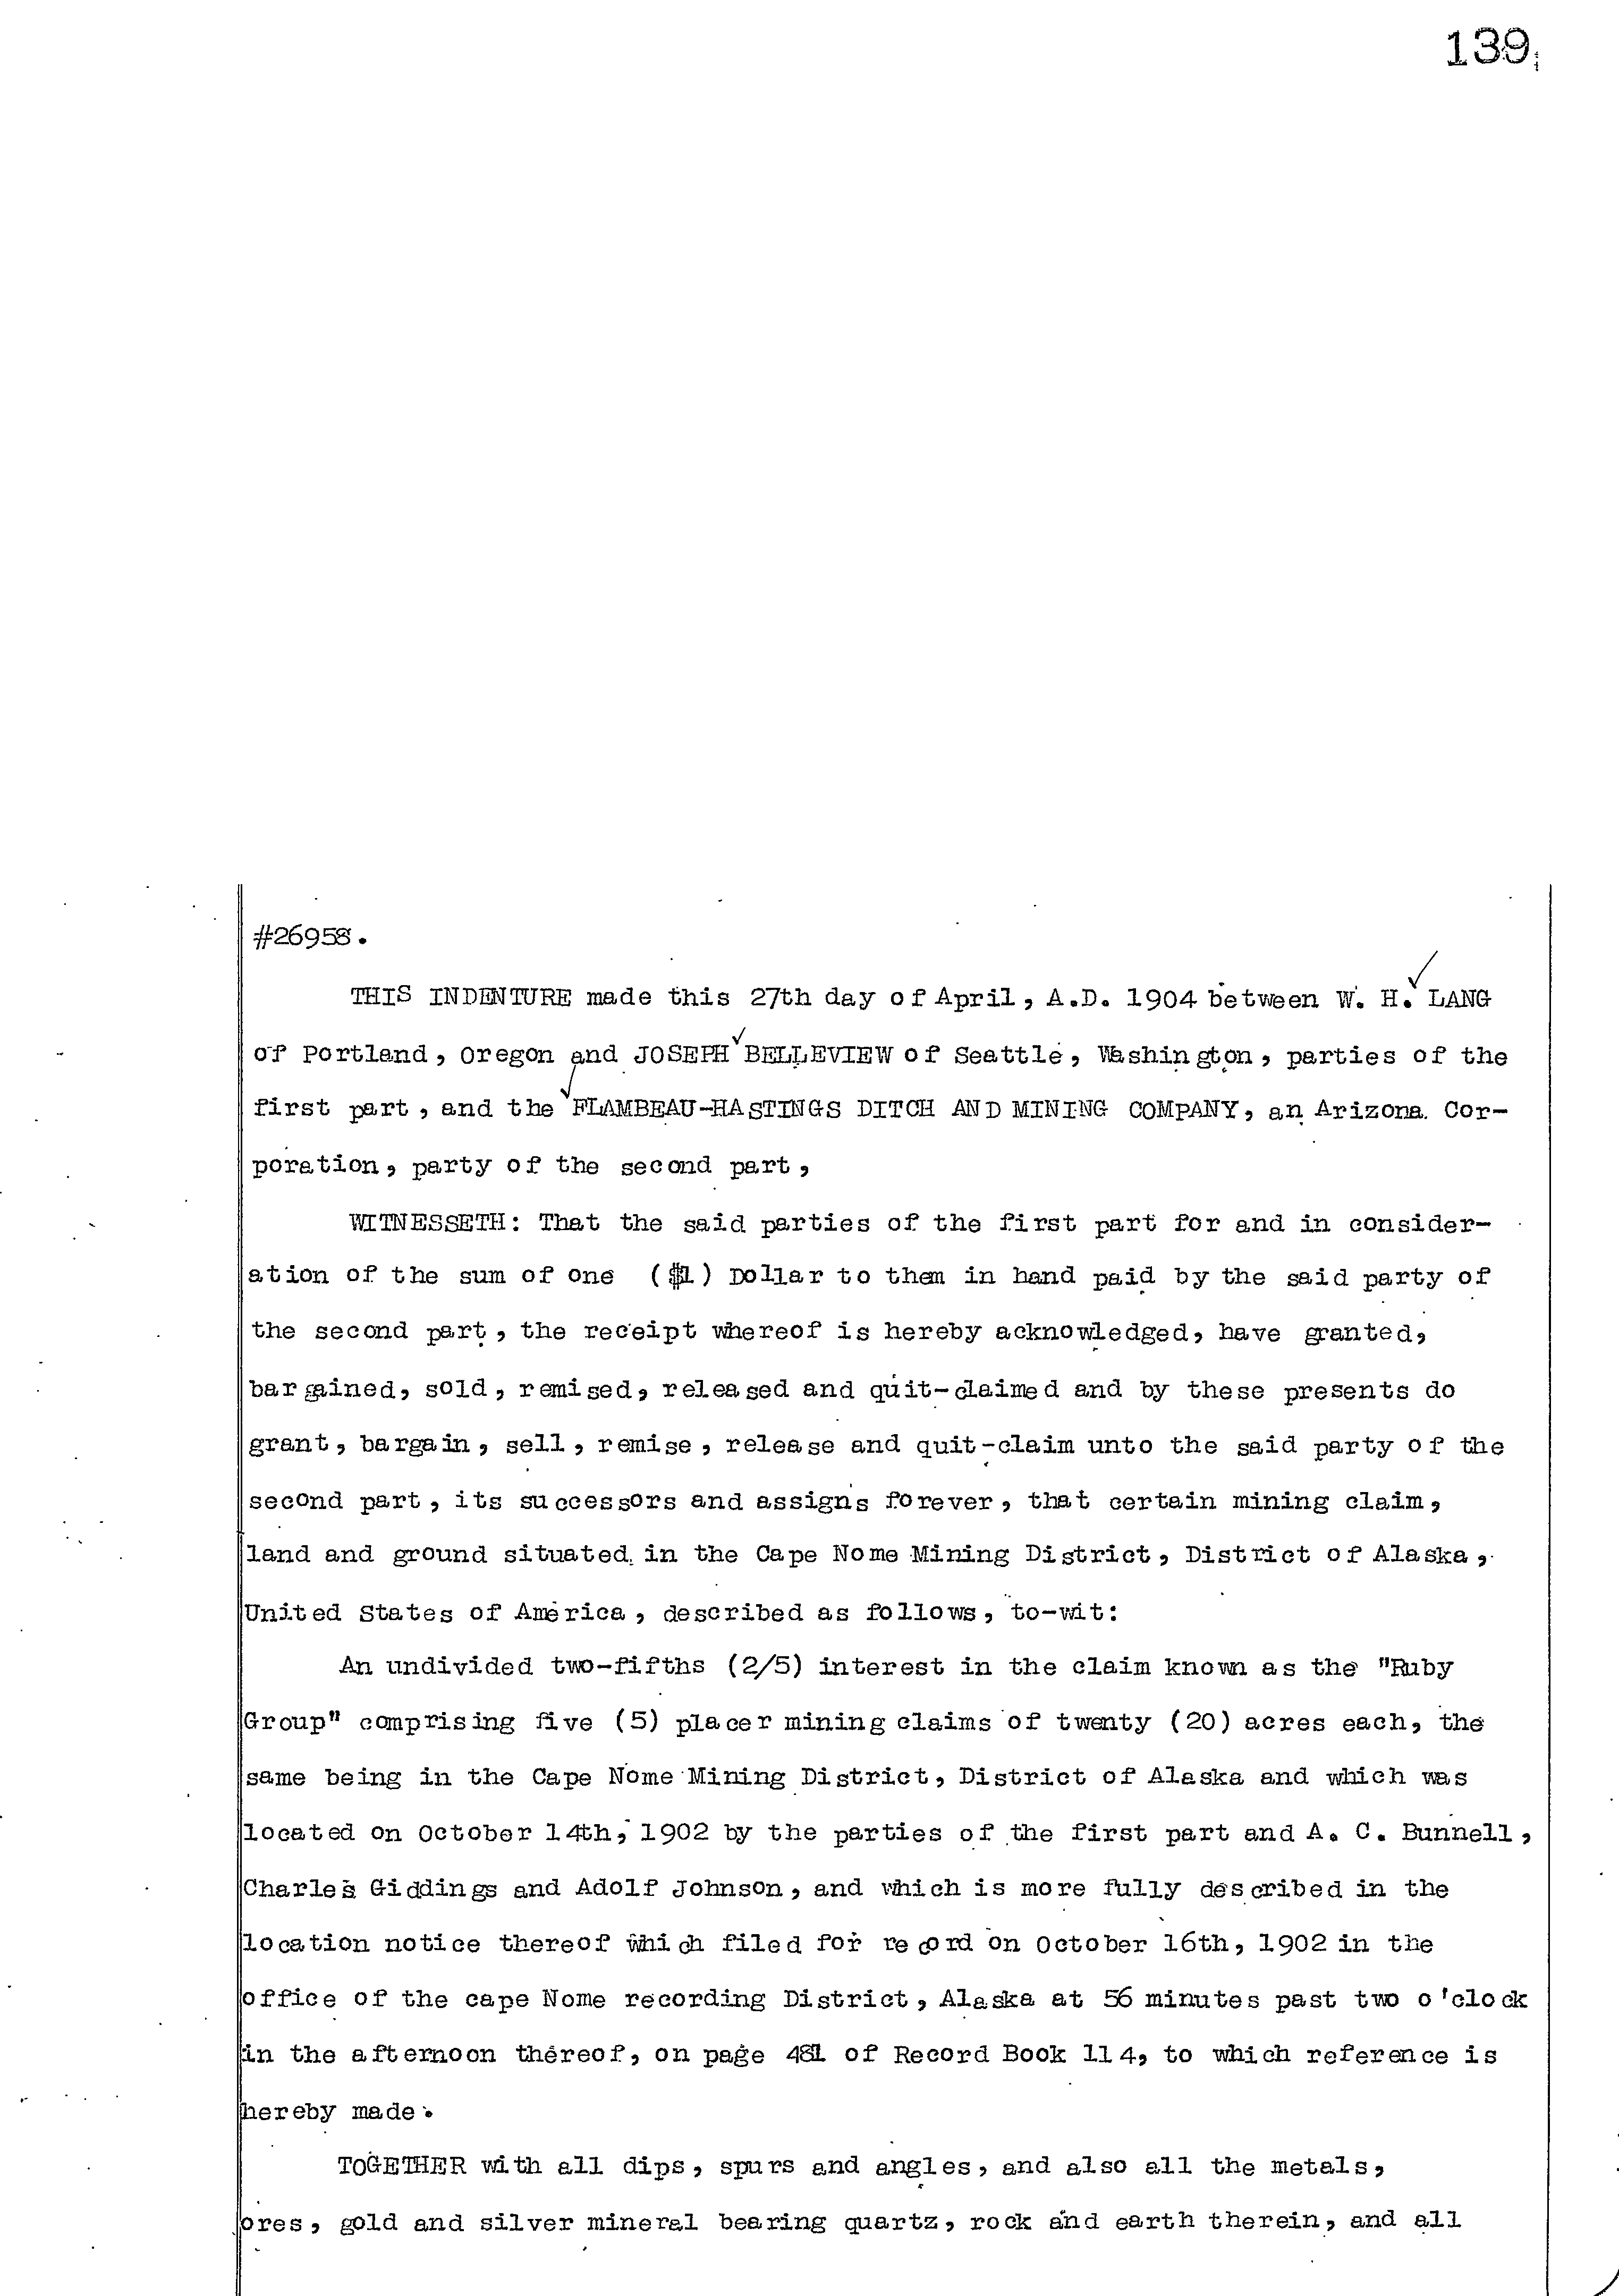 139
#26958.
THIS INDENTURE made this 27th day of April, A.D. 1904 between W. H. LANG
of Portland, Oregon and JOSEPH BELLEVIEW of Seattle, Washington, parties of the
first part, and the FLAMBEAU-HASTINGS DITCH AND MINING COMPANY, an Arizona Cor-
poration, party of the second part,
WITNESSETH: That the said parties of the first part for and in consider-
ation of the sum of one ($1) Dollar to them in hand paid by the said party of
the second part, the receipt whereof is hereby acknowledged, have granted,
bargained, sold, remised, released and quit-claimed and by these presents do
grant, bargain, sell, remise, release and quit-claim unto the said party of the
second part, its successors and assigns forever, that certain mining claim,
land and ground situated in the Cape Nome Mining District, District of Alaska,
United States of America, described as follows, to-wit:
An undivided two-fifths (2/5) interest in the claim known as the "Ruby
Group" comprising five (5) placer mining claims of twenty (20) acres each, the
same being in the Cape Nome Mining District, District of Alaska and which was
located on October 14th, 1902 by the parties of the first part and A. C. Bunnell,
Charles Giddings and Adolf Johnson, and which is more fully described in the
location notice thereof which filed for record on October 16th, 1902 in the
office of the cape Nome recording District, Alaska at 56 minutes past two o'clock
in the afternoon thereof, on page 481 of Record Book 114, to which reference is
hereby made.
TOGETHER with all dips, spurs and angles, and also all the metals,
ores, gold and silver mineral bearing quartz, rock and earth therein, and all